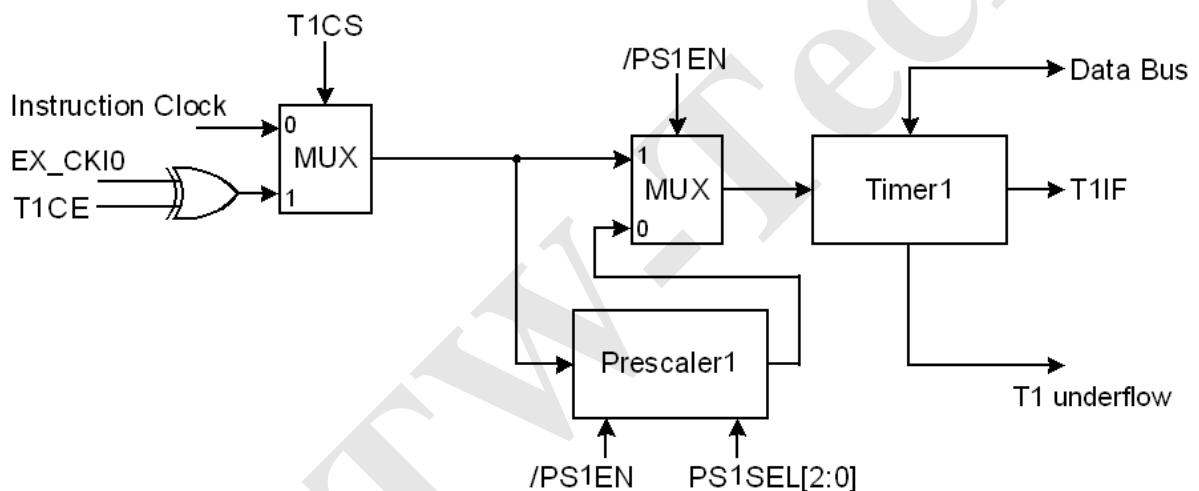 T1CS
/PS1EN
Data Bus
Instruction Clock
0
MUX
EX_CKI0
T1CE
1
1
MUX
0
Timer1
T1IF
Prescaler1
T1 underflow
/PS1EN
PS1SEL[2:0]